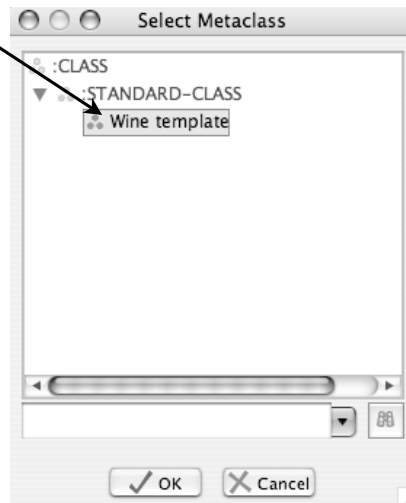 Select Metaclass
:CLASS
:STANDARD-CLASS
Wine template
OK
Cancel